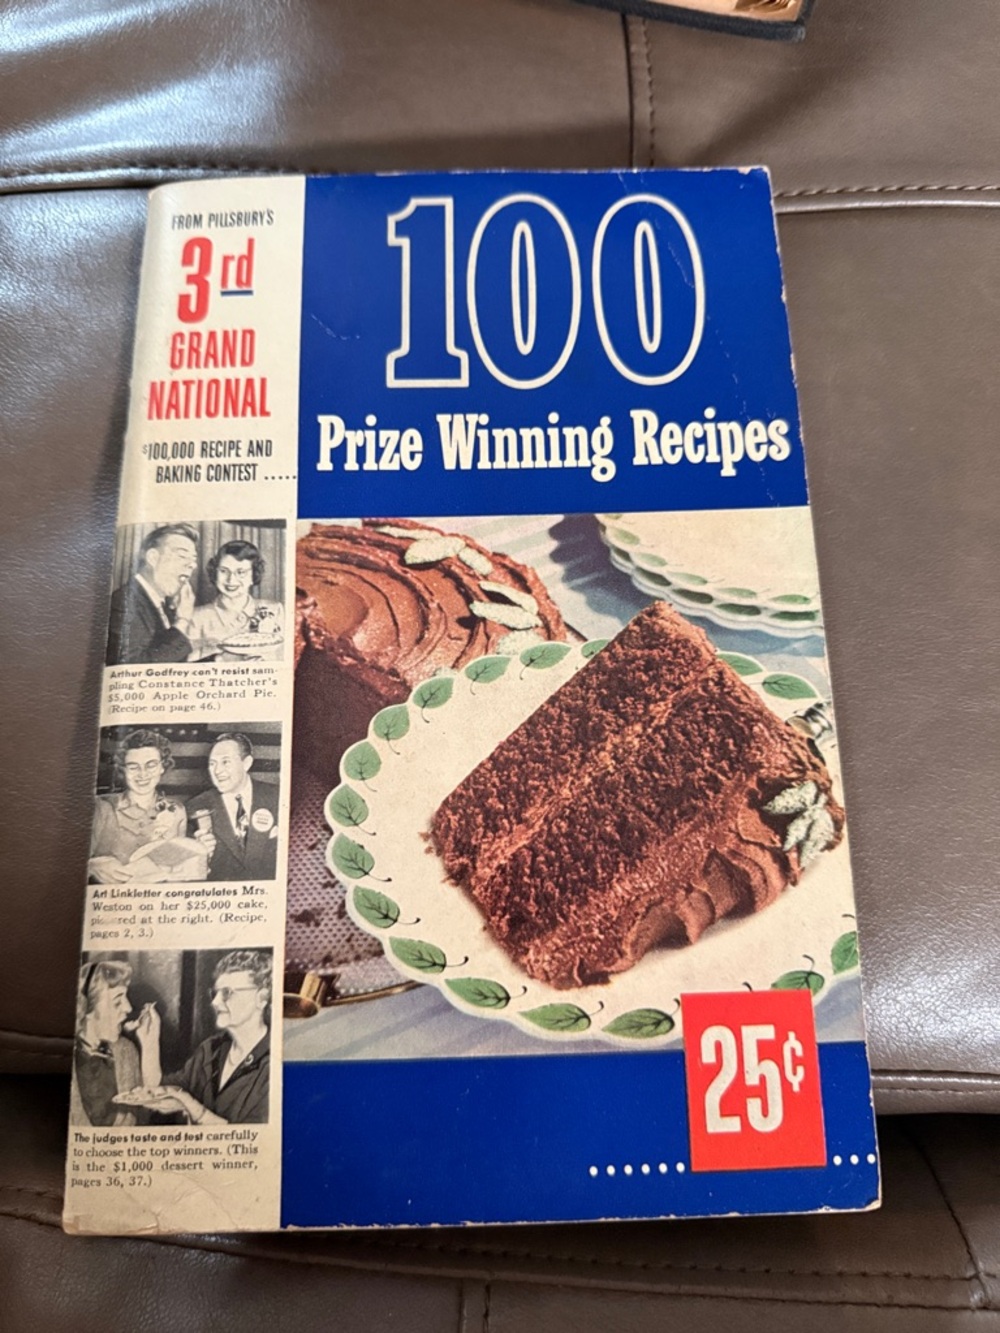 FROM PILLSBURY'S
3rd
GRAND
NATIONAL
$100,000 RECIPE AND
BAKING CONTEST .....
100
Prize Winning Recipes
Arthur Godfrey can't resist sam-
pling Constance Thatcher's
$5,000 Apple Orchard Pie.
(Recipe on page 46.)
Art Linkletter congratulates Mrs.
Weston on her $25,000 cake,
pictured at the right. (Recipe,
pages 2, 3.)
The judges taste and test carefully
to choose the top winners. (This
is the $1,000 dessert winner,
pages 36, 37.)
25¢